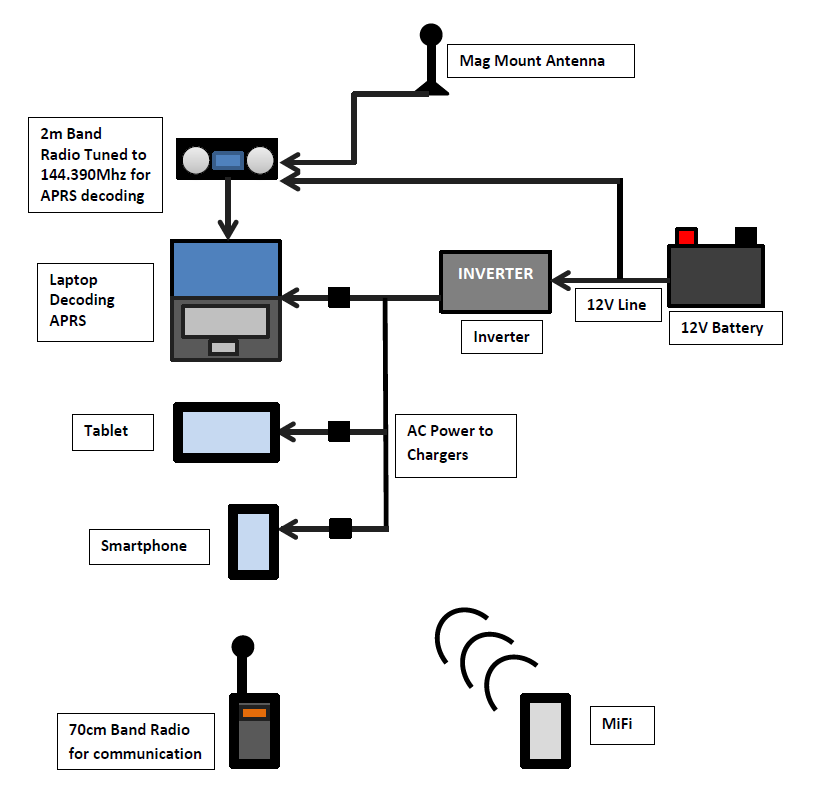 Mag Mount Antenna
2m Band
Radio Tuned to
144.390Mhz for
APRS decoding
Laptop
Decoding
APRS
INVERTER
Inverter
12V Line
12V Battery
Tablet
AC Power to
Chargers
Smartphone
70cm Band Radio
for communication
MiFi